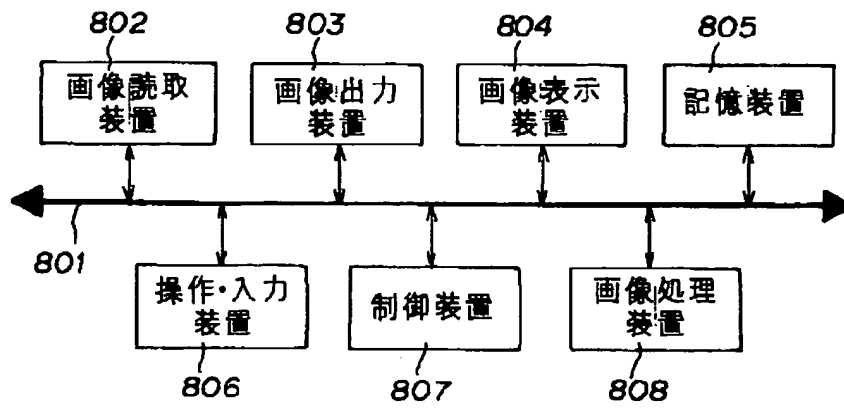 802
803
804
805
画像読取
装置
画像出力
装置
画像表示
装置
記憶装置
801
操作・入力
装置
制御装置
画像処理
装置
806
807
808